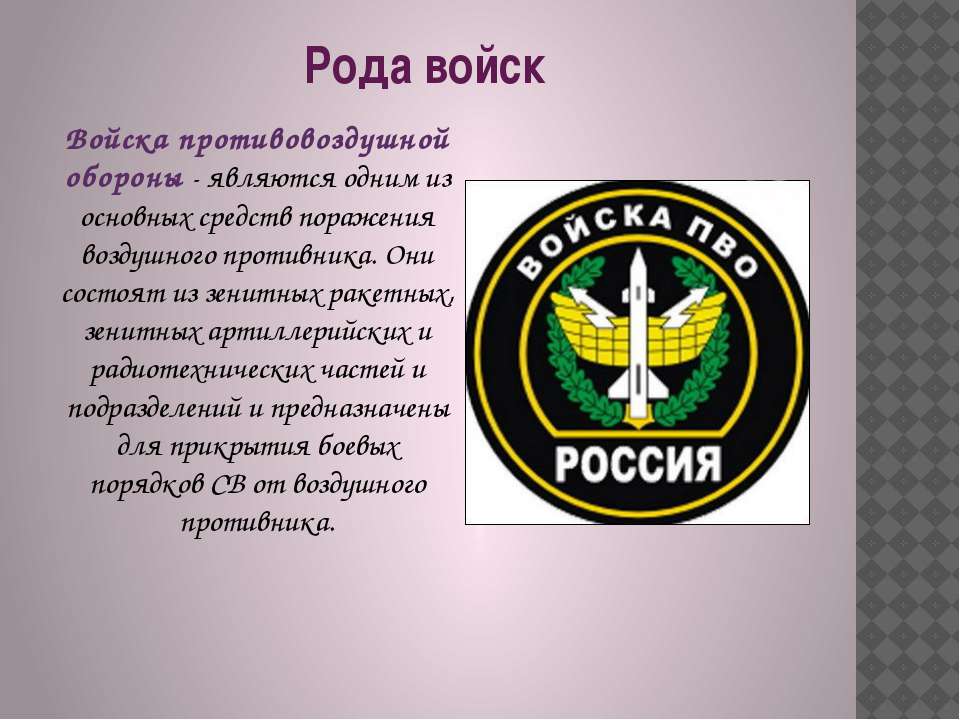 Рода войск
Войска противовоздушной
обороны - являются одним из
основных средств поражения
воздушного противника. Они
состоят из зенитных ракетных,
зенитных артиллерийских и
радиотехнических частей и
подразделений и предназначены
для прикрытия боевых
порядков СВ от воздушного
противника.
ВОЙСКА ПВО
РОССИЯ